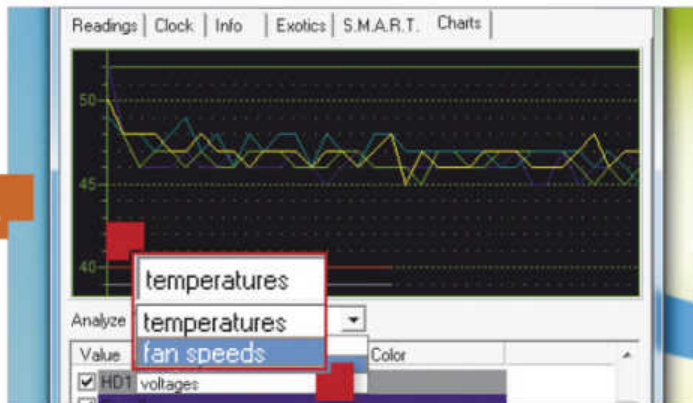 Readings Clock Info Exotics S.M.A.R.T. Charts
50
45
40
temperatures
Analyze temperatures
Value fan speeds Color
HD1 voltages